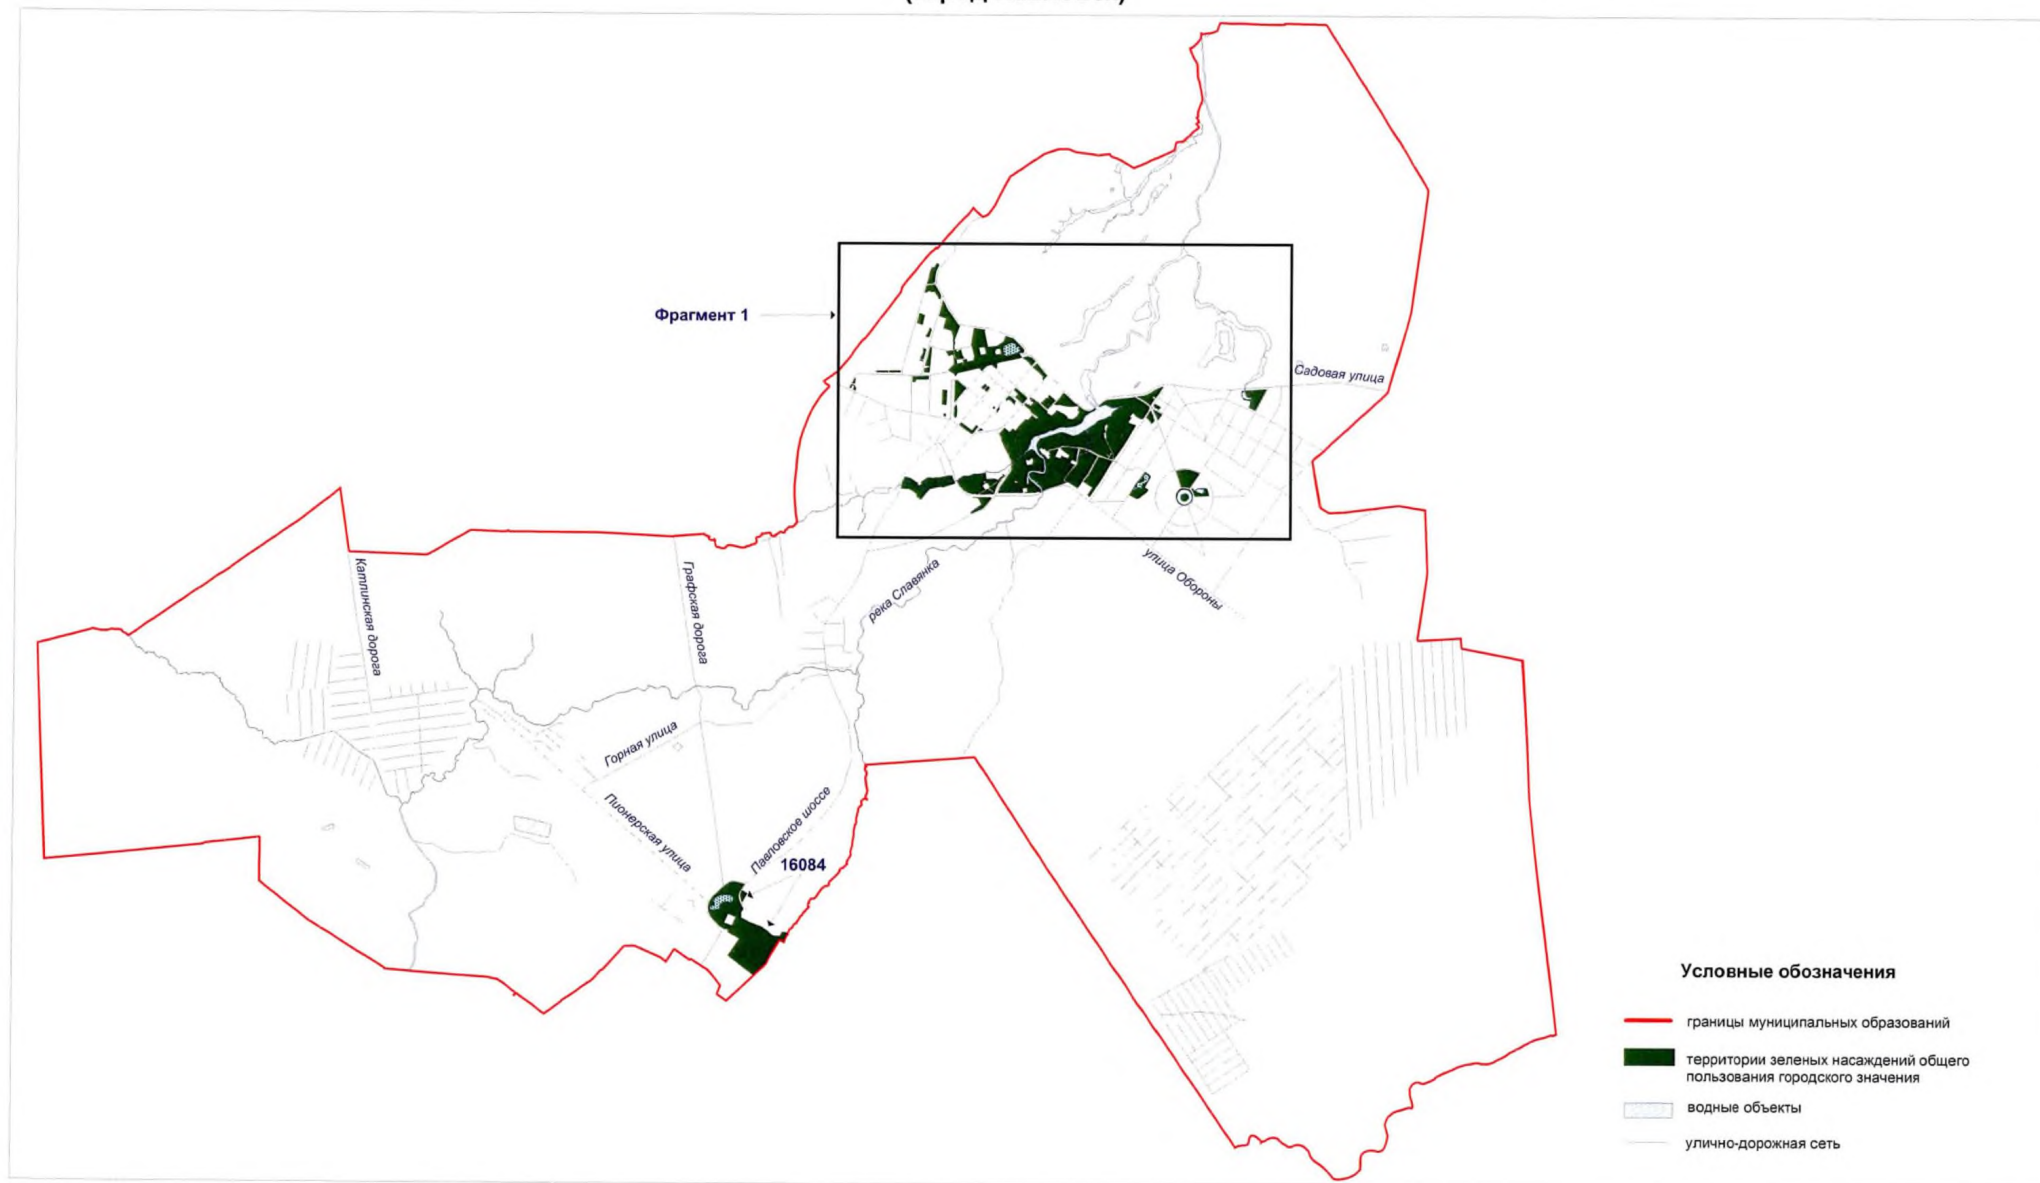 Фрагмент 1
Садовая улица
улица Обороны
река Славянка
Катлинская дорога
Графская дорога
Горная улица
Пионерская улица
Павловское шоссе
16084
Условные обозначения
границы муниципальных образований
территории зеленых насаждений общего
пользования городского значения
водные объекты
улично-дорожная сеть